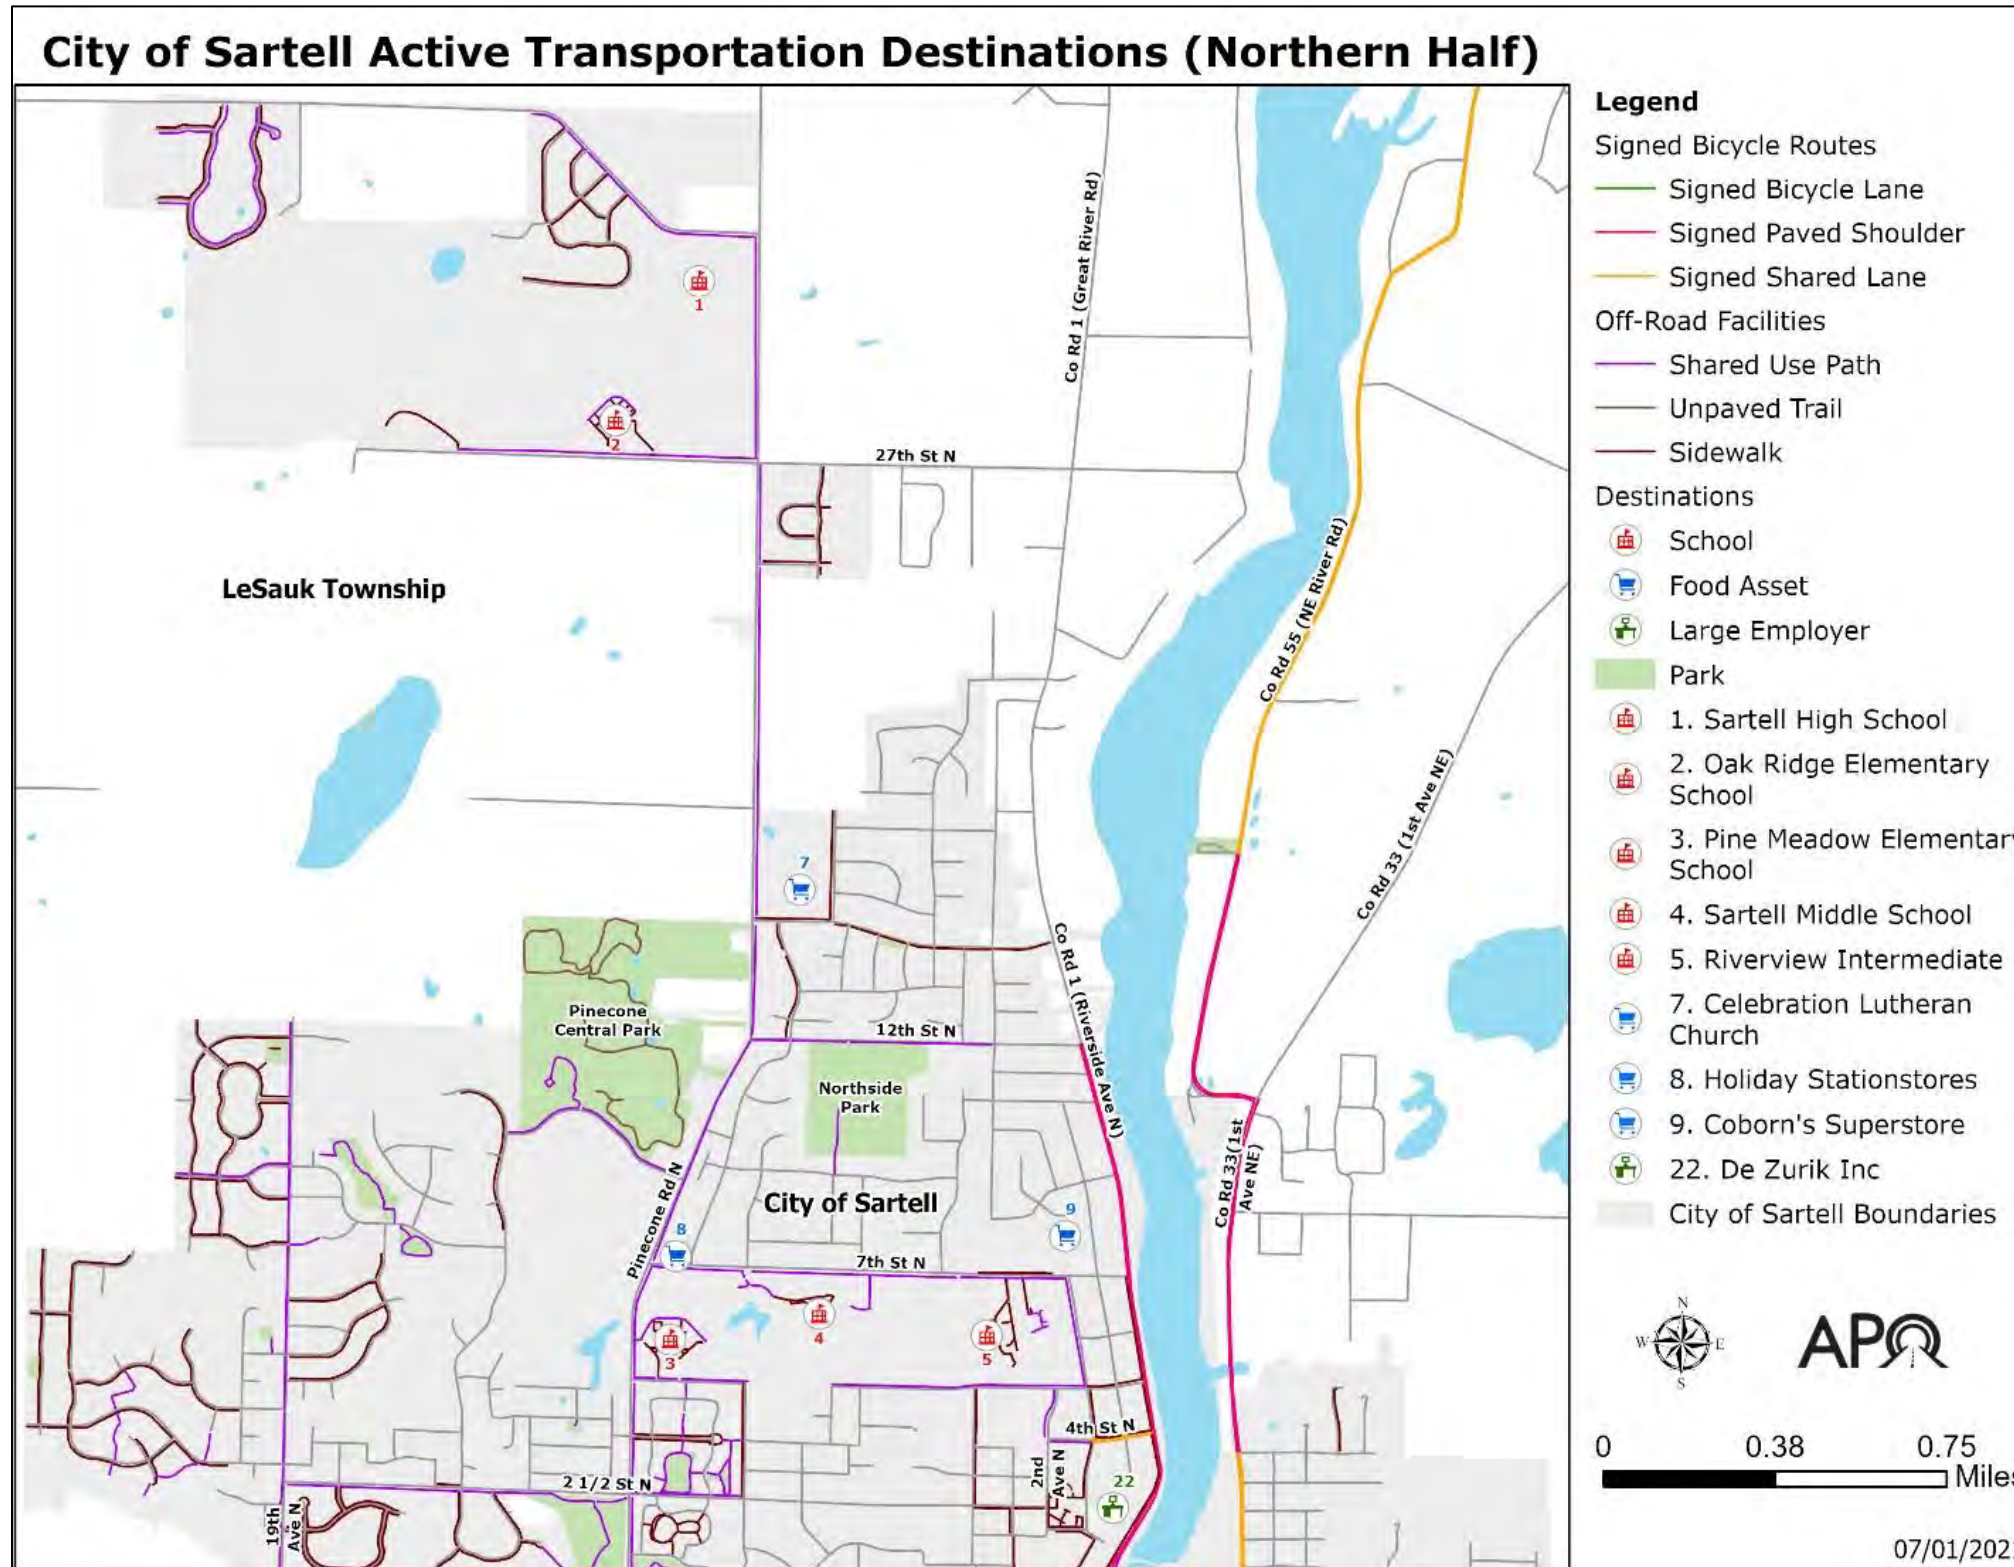 City of Sartell Active Transportation Destinations (Northern Half)
Legend
Signed Bicycle Routes
Signed Bicycle Lane
Signed Paved Shoulder
Signed Shared Lane
Off-Road Facilities
Shared Use Path
Unpaved Trail
Sidewalk
Destinations
School
Food Asset
Large Employer
Park
1. Sartell High School
2. Oak Ridge Elementary
School
3. Pine Meadow Elementary
School
4. Sartell Middle School
5. Riverview Intermediate
7. Celebration Lutheran
Church
8. Holiday Stationstores
9. Coborn's Superstore
22. De Zurik Inc
City of Sartell Boundaries
N
W E
S
APO
0 0.38 0.75
Miles
07/01/202
Co Rd 1 (Great River Rd)
1
2
27th St N
LeSauk Township
Co Rd 55 (NE River Rd)
Co Rd 33 (1st Ave NE)
7
Co Rd 1 (Riverside Ave N)
Pinecone
Central Park
12th St N
Northside
Park
Co Rd 33(1st
Ave NE)
Pinecone Rd N
City of Sartell
8
9
7th St N
3
4
5
4th St N
2nd
Ave N
22
2 1/2 St N
19th
Ave N